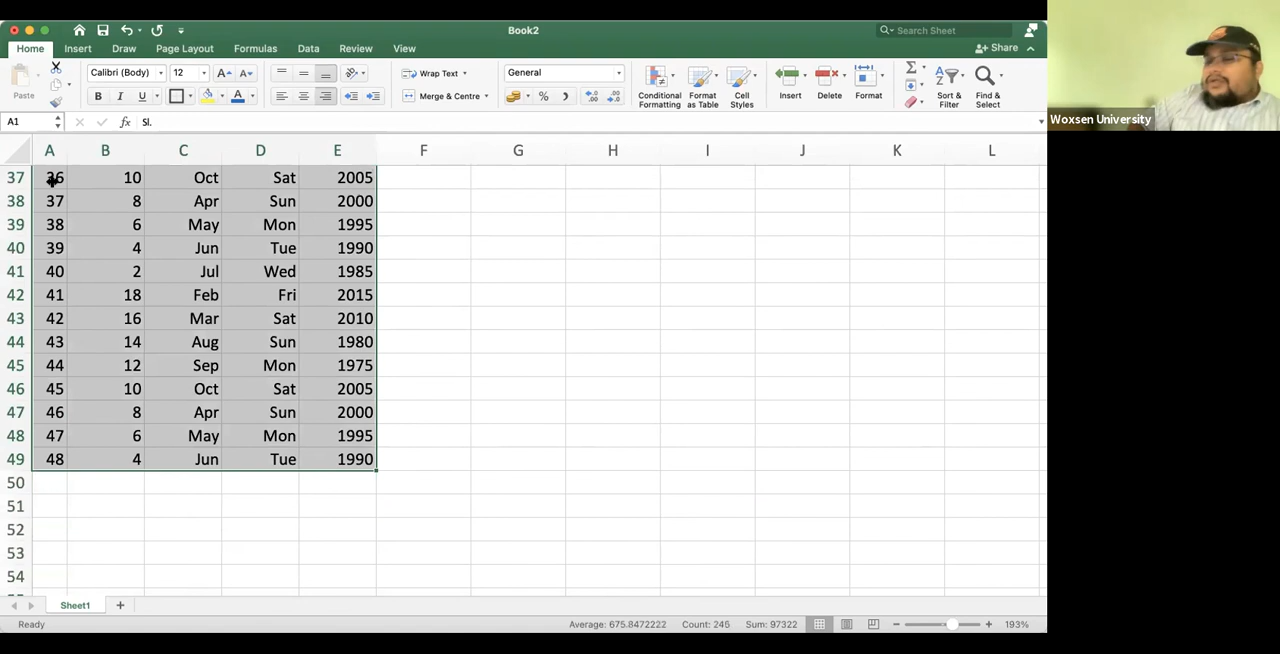 Book2
Search Sheet
Home Insert Draw Page Layout Formulas Data Review View
Share
Paste
Calibri (Body) 12 A A
B I U A
Wrap Text
Merge & Centre
General
%
Conditional Formatting
Format as Table
Cell Styles
Insert
Delete
Format
Sort & Filter
Find & Select
A1 fx Sl.
A B C D E F G H I J K L
37 36 10 Oct Sat 2005
38 37 8 Apr Sun 2000
39 38 6 May Mon 1995
40 39 4 Jun Tue 1990
41 40 2 Jul Wed 1985
42 41 18 Feb Fri 2015
43 42 16 Mar Sat 2010
44 43 14 Aug Sun 1980
45 44 12 Sep Mon 1975
46 45 10 Oct Sat 2005
47 46 8 Apr Sun 2000
48 47 6 May Mon 1995
49 48 4 Jun Tue 1990
50
51
52
53
54
Sheet1
Ready
Average: 675.8472222 Count: 245 Sum: 97322
193%
Woxsen University